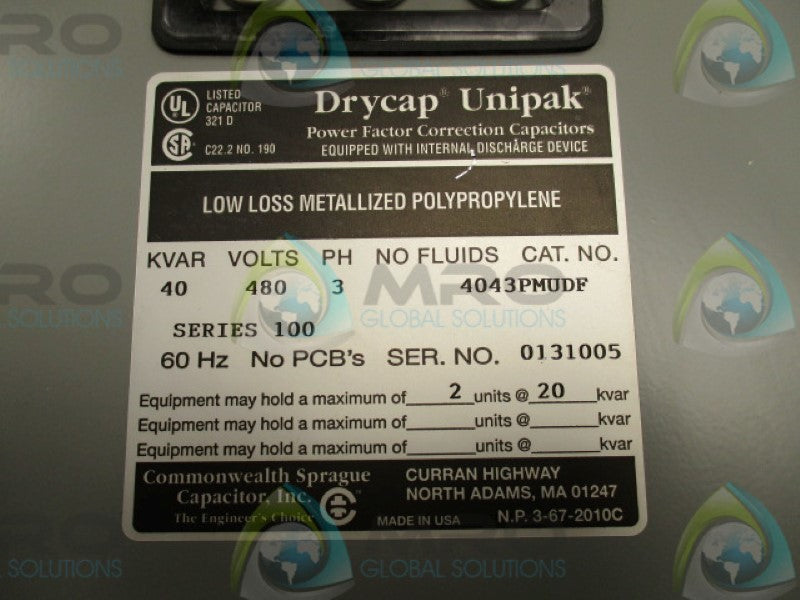 MRO
GLOBAL SOLUTIONS
UL LISTED CAPACITOR 321 D
Drycap® Unipak®
Power Factor Correction Capacitors
C22.2 NO. 190
EQUIPPED WITH INTERNAL DISCHARGE DEVICE
LOW LOSS METALLIZED POLYPROPYLENE
KVAR VOLTS PH NO FLUIDS CAT. NO.
40 480 3 4043PMUDF
SERIES 100
60 Hz No PCB's SER. NO. 0131005
Equipment may hold a maximum of 2 units @ 20 kvar
Equipment may hold a maximum of units @ kvar
Equipment may hold a maximum of units @ kvar
Commonwealth Sprague
Capacitor, Inc.
The Engineer's Choice
CURRAN HIGHWAY
NORTH ADAMS, MA 01247
MADE IN USA N.P. 3-67-2010C